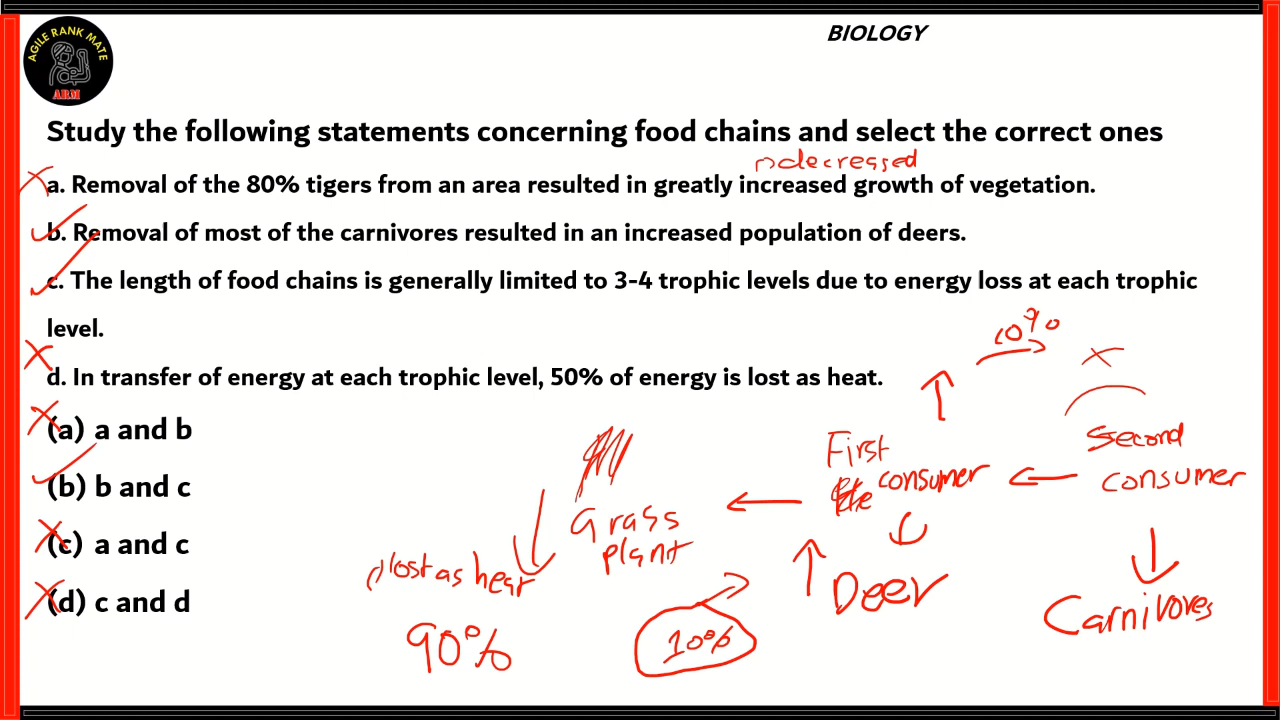 AGILE RANK MATE
ARM
BIOLOGY
Study the following statements concerning food chains and select the correct ones
decressed
a. Removal of the 80% tigers from an area resulted in greatly increased growth of vegetation.
b. Removal of most of the carnivores resulted in an increased population of deers.
c. The length of food chains is generally limited to 3-4 trophic levels due to energy loss at each trophic
level.
10%
d. In transfer of energy at each trophic level, 50% of energy is lost as heat.
(a) a and b
(b) b and c
(c) a and c
(d) c and d
Grass
plant
First
consumer
Second
consumer
lost as heat
90%
10%
Deer
Carnivores